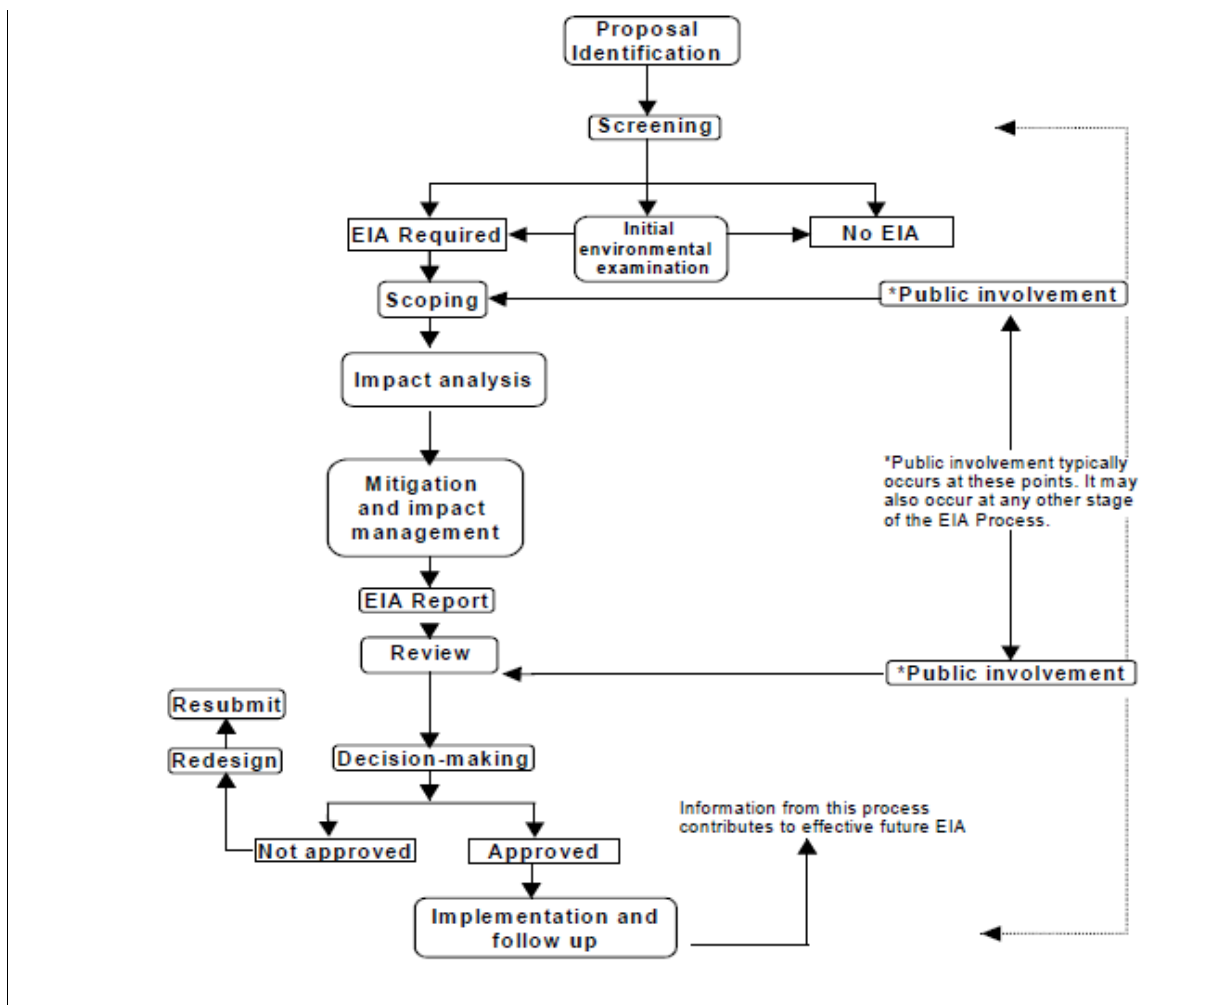 Proposal
Identification
Screening
EIA Required
Initial
environmental
examination
No EIA
Scoping
*Public involvement
Impact analysis
*Public involvement typically
occurs at these points. It may
also occur at any other stage
of the EIA Process.
Mitigation
and impact
management
EIA Report
Review
*Public involvement
Resubmit
Redesign
Decision-making
Information from this process
contributes to effective future EIA
Not approved
Approved
Implementation and
follow up